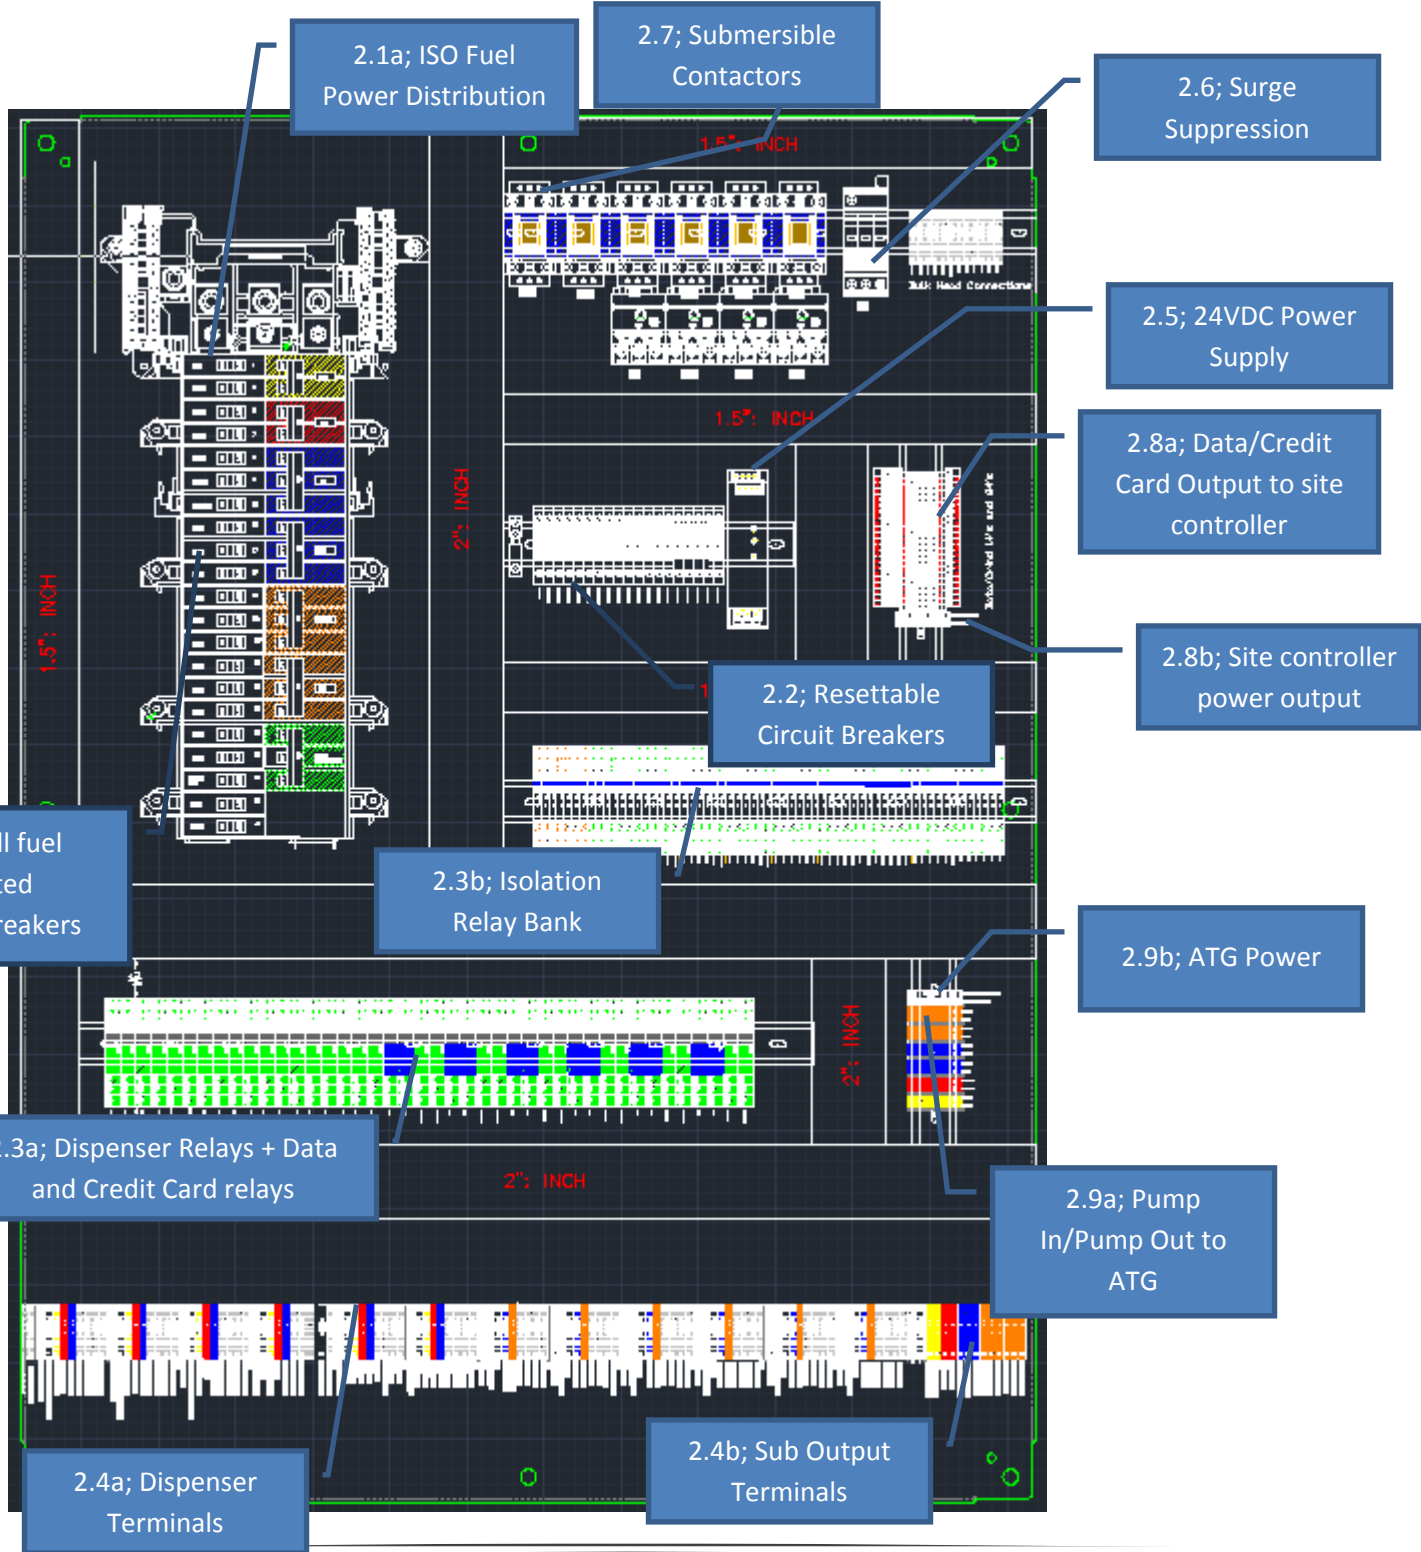 2.1a; ISO Fuel
Power Distribution
2.7; Submersible
Contactors
2.6; Surge
Suppression
1.5": INCH
Bulk Head Connections
2.5; 24VDC Power
Supply
1.5": INCH
2.8a; Data/Credit
Card Output to site
controller
2": INCH
1.5": INCH
2.8b; Site controller
power output
2.2; Resettable
Circuit Breakers
ll fuel
ted
reakers
2.3b; Isolation
Relay Bank
2.9b; ATG Power
2": INCH
.3a; Dispenser Relays + Data
and Credit Card relays
2": INCH
2.9a; Pump
In/Pump Out to
ATG
2.4a; Dispenser
Terminals
2.4b; Sub Output
Terminals